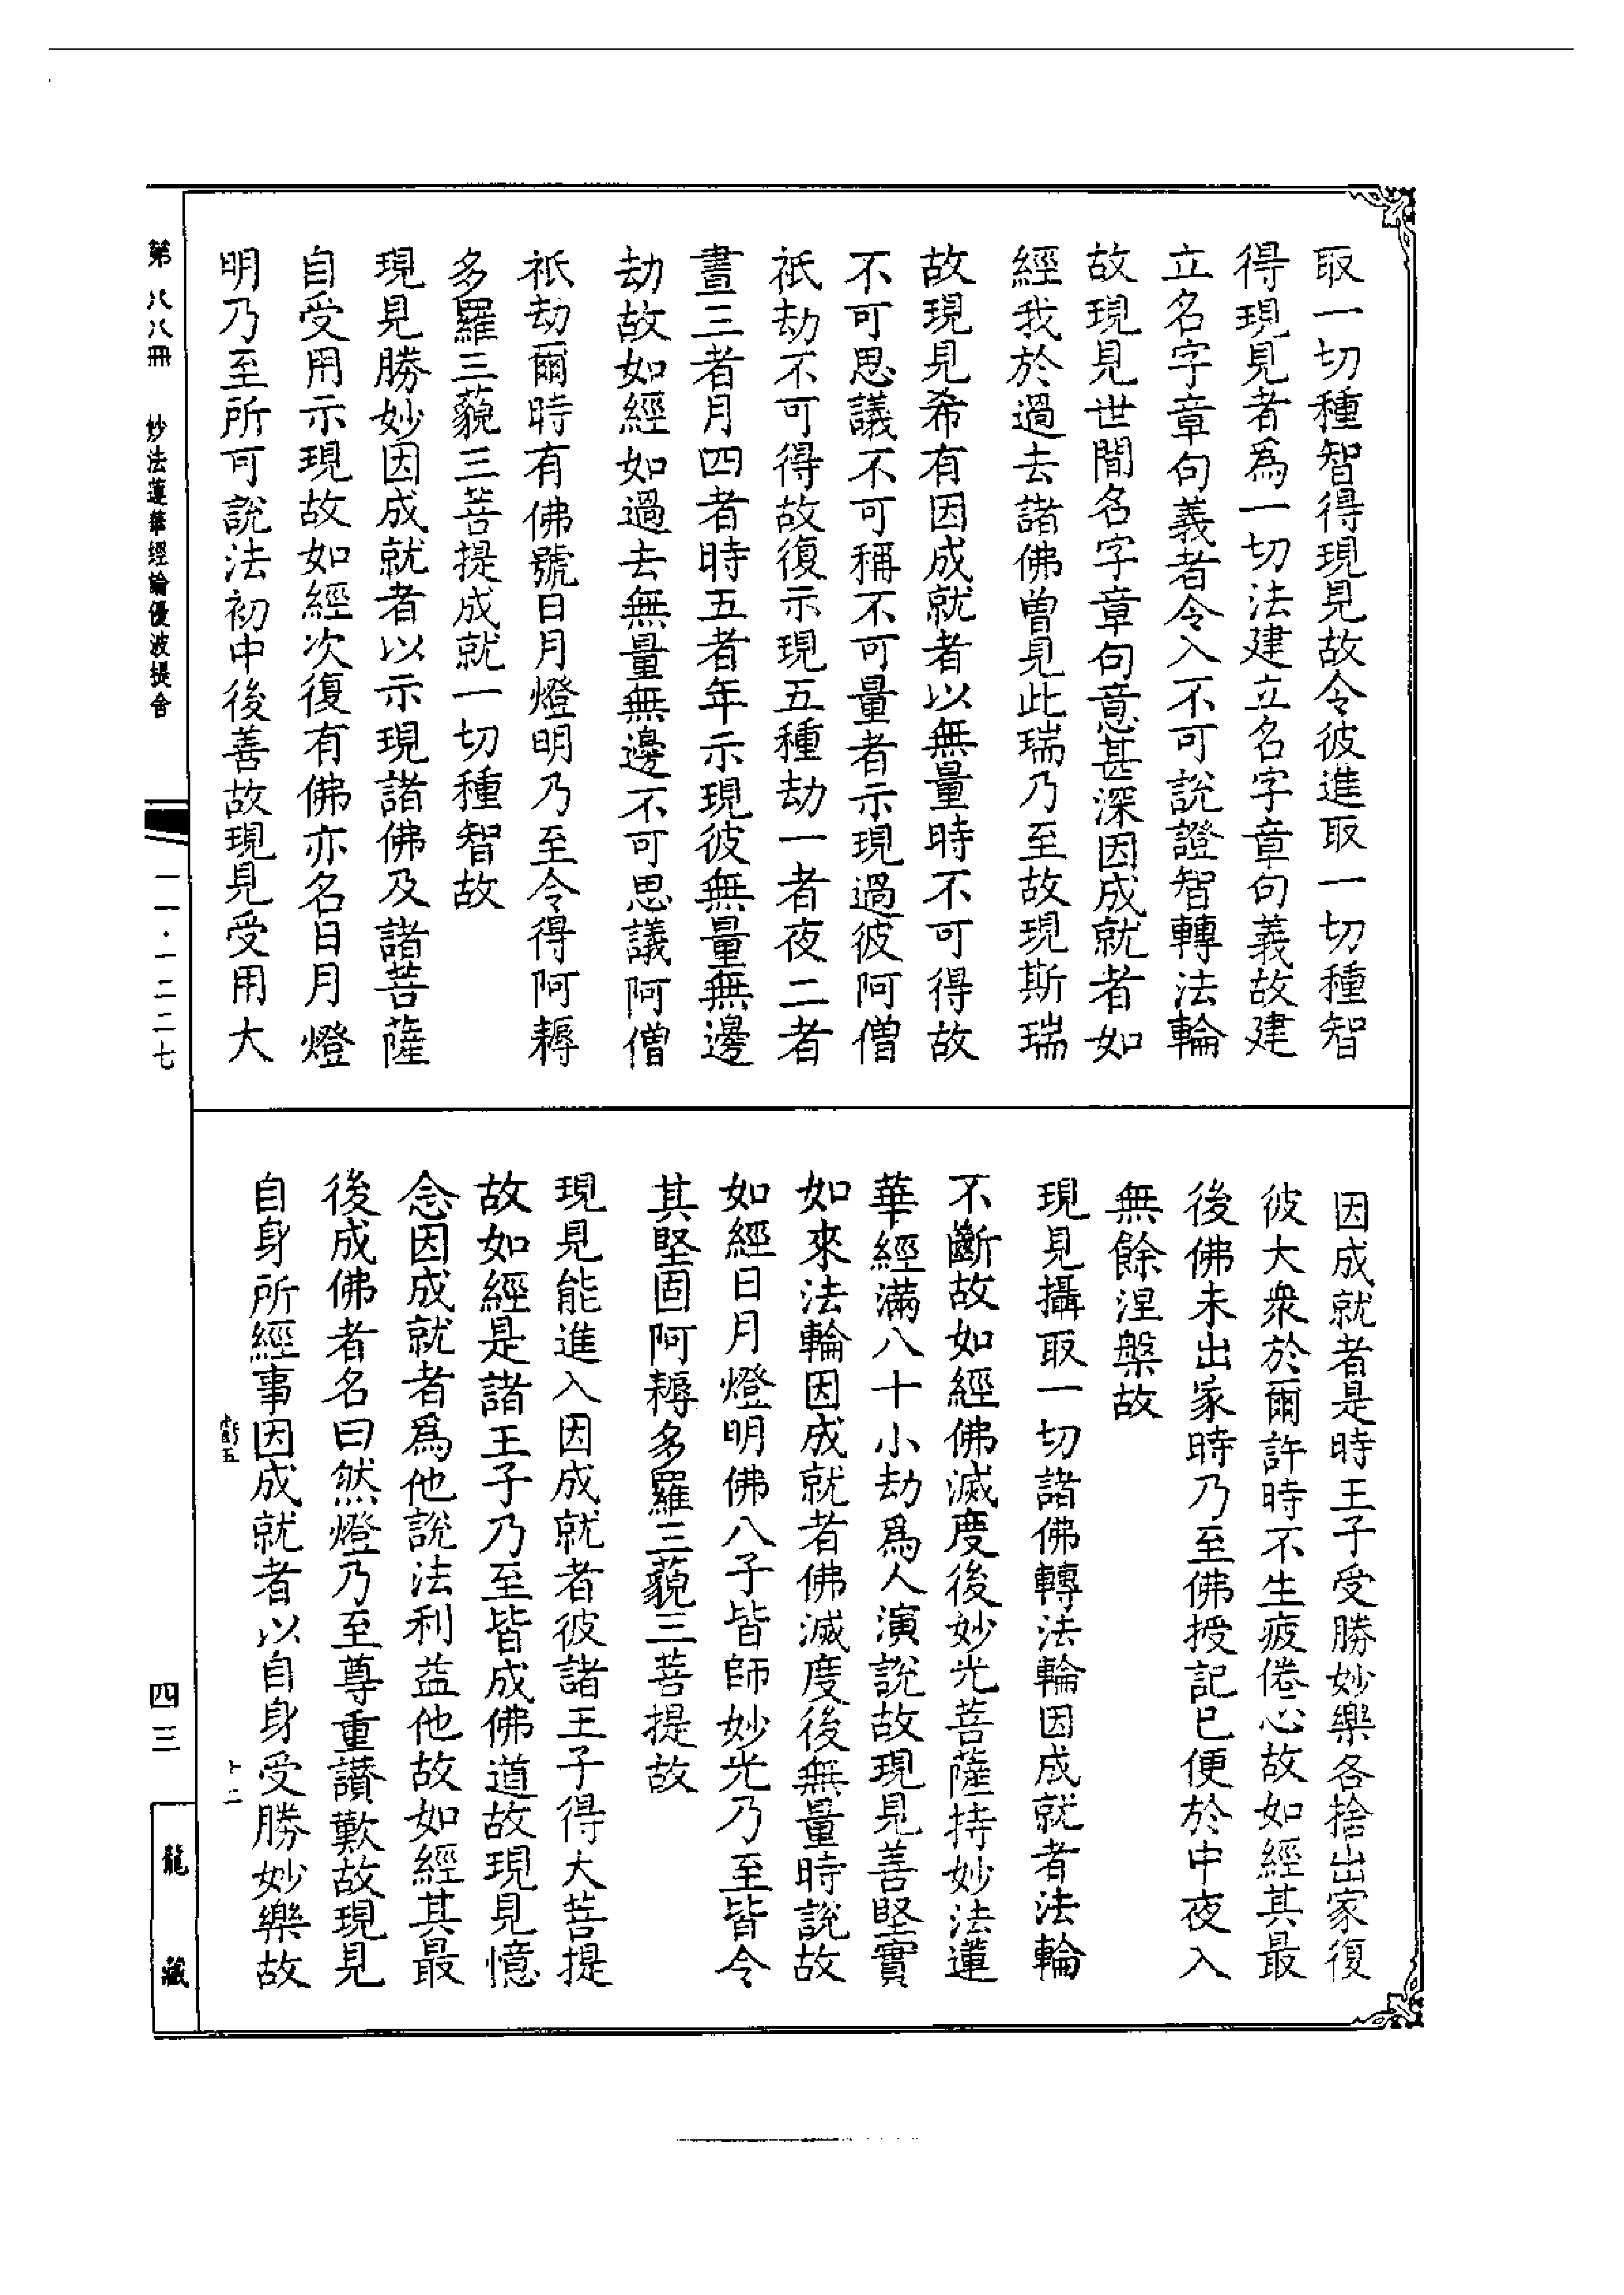 取一切種智得現見故令彼進取一切種智
得現見者爲一切法建立名字章句義故建
立名字章句義者令入不可說證智轉法輪
故現見世間名字章句意甚深因成就者如
經我於過去諸佛曾見此瑞乃至故現斯瑞
故現見希有因成就者以無量時不可得故
不可思議不可稱不可量者示現過彼阿僧
祇劫不可得故復示現五種劫一者夜二者
晝三者月四者時五者年示現彼無量無邊
劫故如經如過去無量無邊不可思議阿僧
祇劫爾時有佛號日月燈明乃至令得阿耨
多羅三藐三菩提成就一切種智故
現見勝妙因成就者以示現諸佛及諸菩薩
自受用示現故如經次復有佛亦名日月燈
明乃至所可說法初中後善故現見受用大
因成就者是時王子受勝妙樂各捨出家復
彼大衆於爾許時不生疲倦心故如經其最
後佛未出家時乃至佛授記已便於中夜入
無餘涅槃故
現見攝取一切諸佛轉法輪因成就者法輪
不斷故如經佛滅度後妙光菩薩持妙法蓮
華經滿八十小劫爲人演說故現見善堅實
如來法輪因成就者佛滅度後無量時說故
如經日月燈明佛八子皆師妙光乃至皆令
其堅固阿耨多羅三藐三菩提故
現見能進入因成就者彼諸王子得大菩提
故如經是諸王子乃至皆成佛道故現見憶
念因成就者爲他說法利益他故如經其最
後成佛者名曰然燈乃至尊重讚歎故現見
自身所經事因成就者以自身受勝妙樂故
十二
第八八冊 妙法蓮華經論優波提舍
一一·一二二七
四三
龍藏